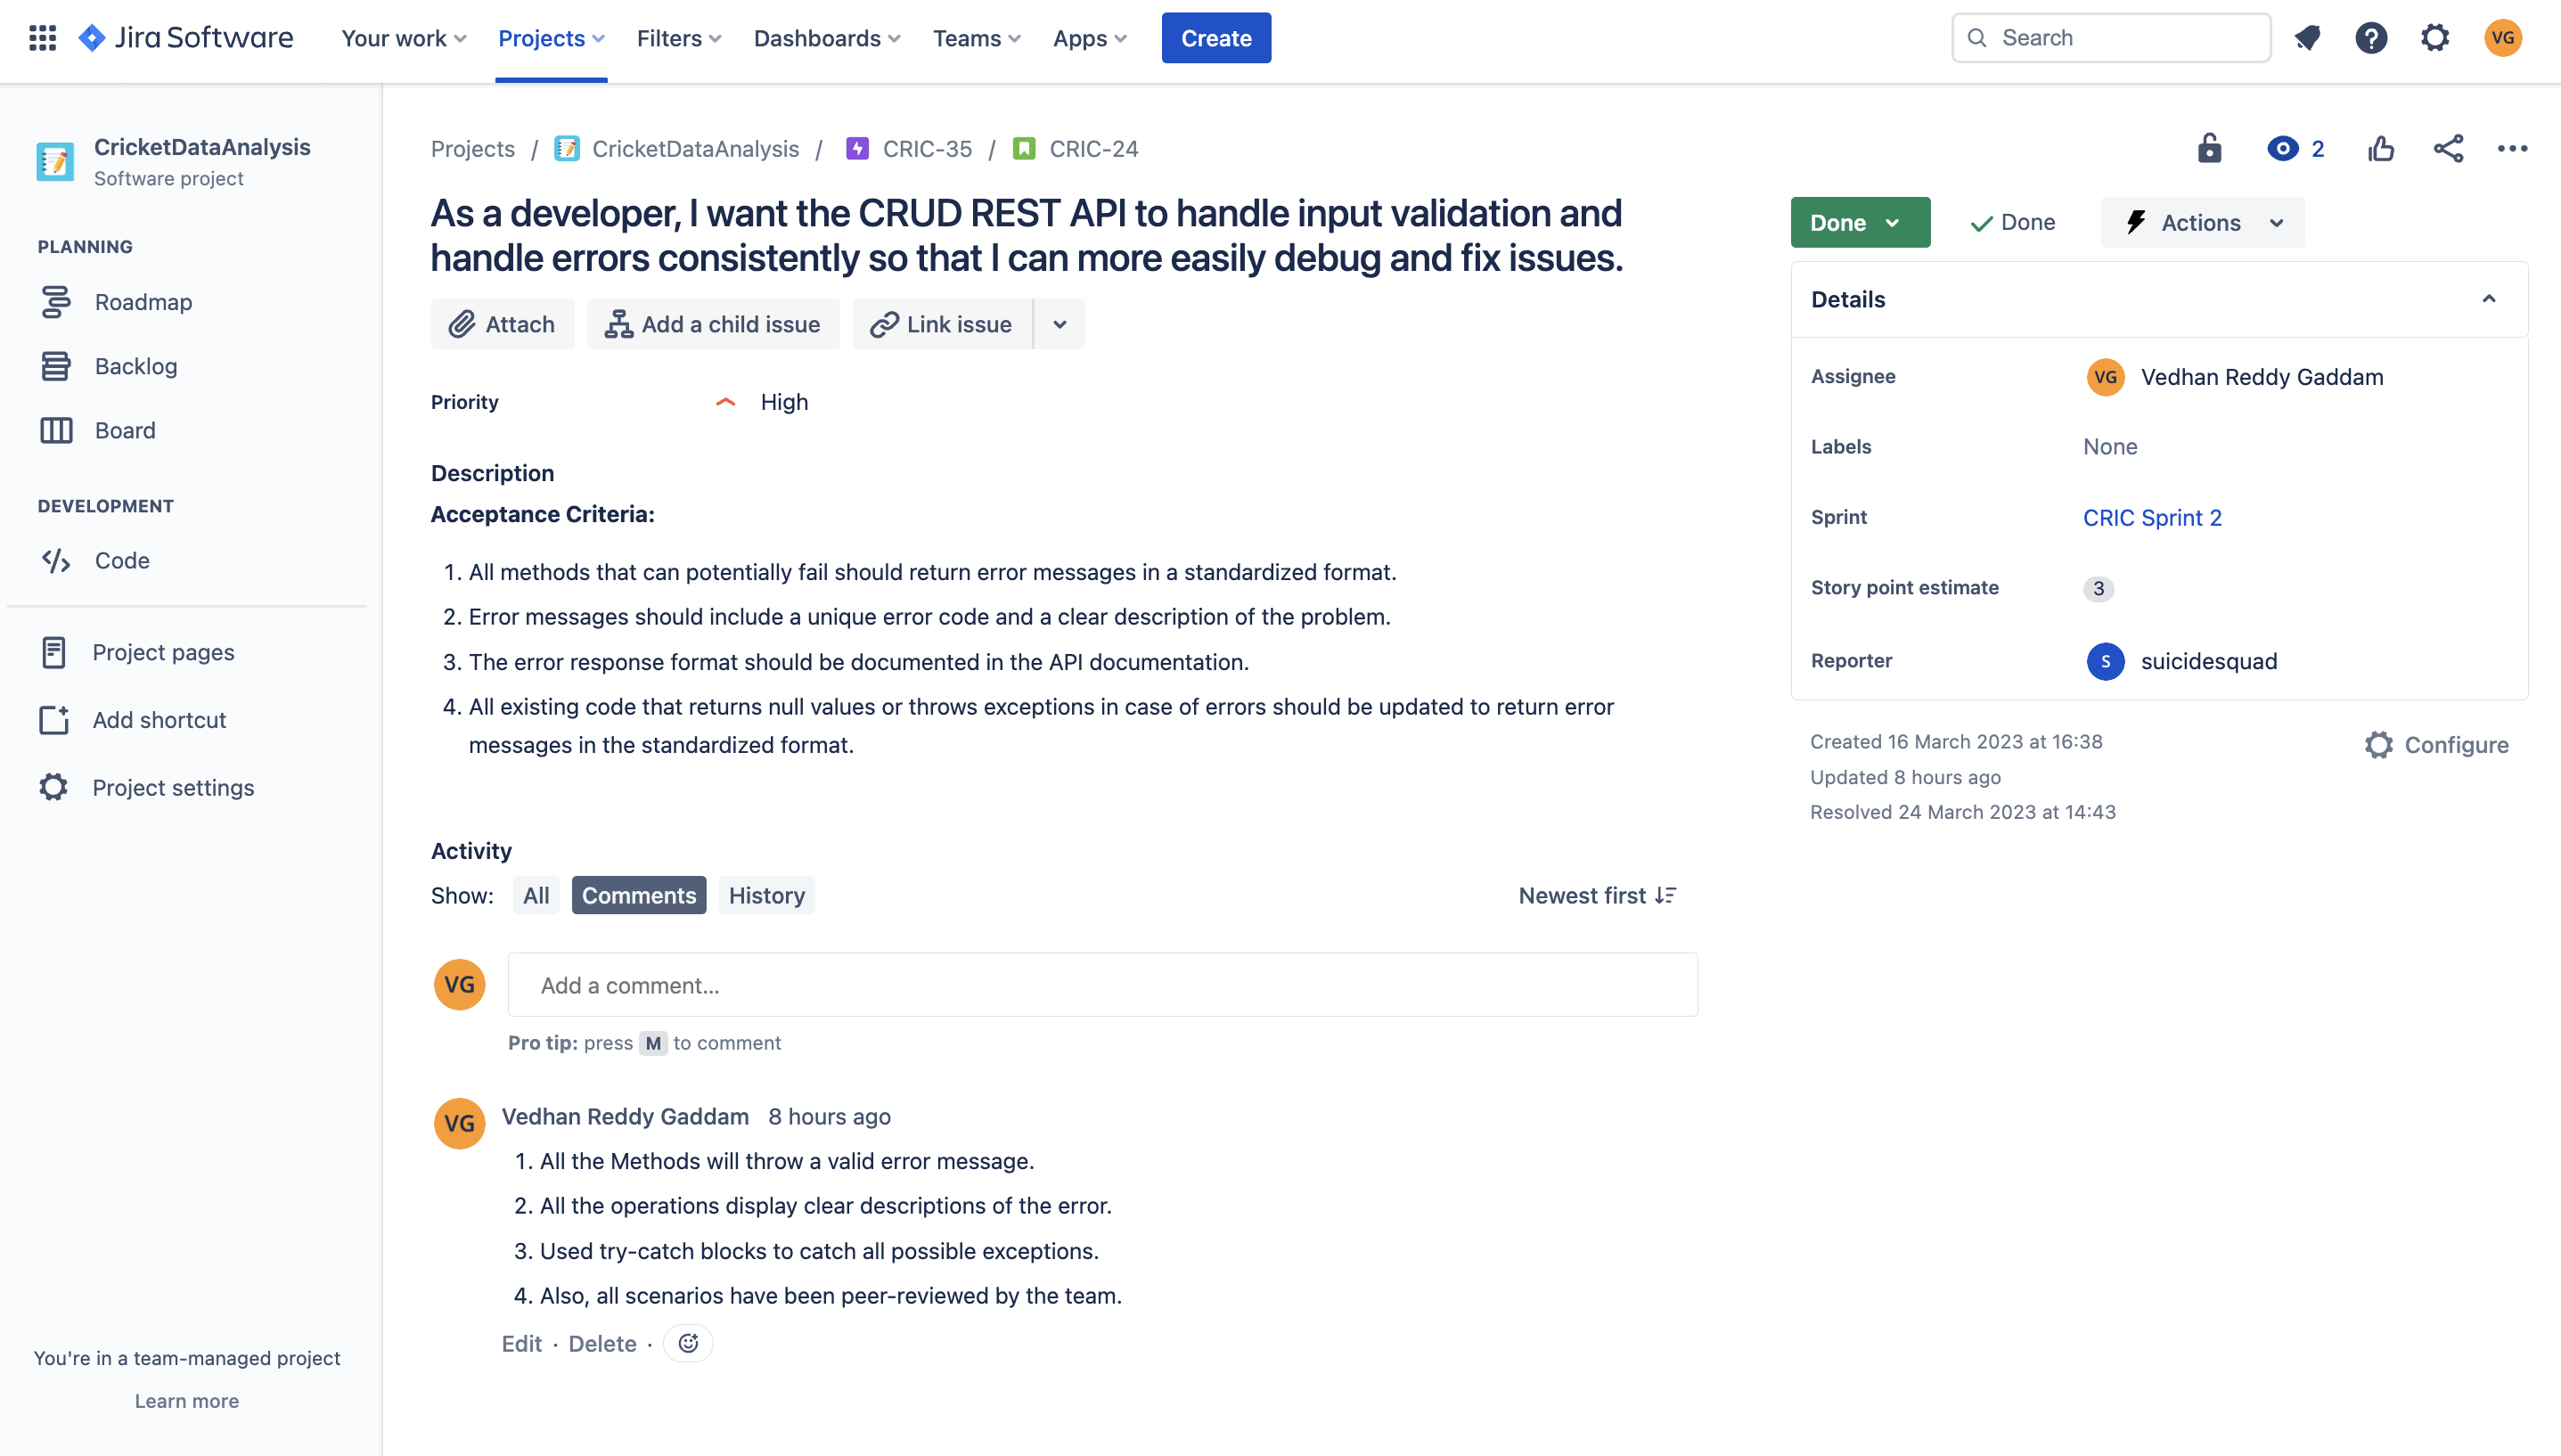 Jira Software
Your work
Projects
Filters
Dashboards
Teams
Apps
Create
Search
VG
CricketDataAnalysis
Software project
PLANNING
Roadmap
Backlog
Board
DEVELOPMENT
Code
Project pages
Add shortcut
Project settings
You're in a team-managed project
Learn more
Projects / CricketDataAnalysis / CRIC-35 / CRIC-24
As a developer, I want the CRUD REST API to handle input validation and
handle errors consistently so that I can more easily debug and fix issues.
Attach
Add a child issue
Link issue
Priority High
Description
Acceptance Criteria:
1. All methods that can potentially fail should return error messages in a standardized format.
2. Error messages should include a unique error code and a clear description of the problem.
3. The error response format should be documented in the API documentation.
4. All existing code that returns null values or throws exceptions in case of errors should be updated to return error
messages in the standardized format.
Activity
Show: All Comments History
Newest first
VG
Add a comment...
Pro tip: press M to comment
VG
Vedhan Reddy Gaddam 8 hours ago
1. All the Methods will throw a valid error message.
2. All the operations display clear descriptions of the error.
3. Used try-catch blocks to catch all possible exceptions.
4. Also, all scenarios have been peer-reviewed by the team.
Edit · Delete ·
2
Done
Done
Actions
Details
Assignee VG Vedhan Reddy Gaddam
Labels None
Sprint CRIC Sprint 2
Story point estimate 3
Reporter S suicidesquad
Created 16 March 2023 at 16:38
Updated 8 hours ago
Resolved 24 March 2023 at 14:43
Configure